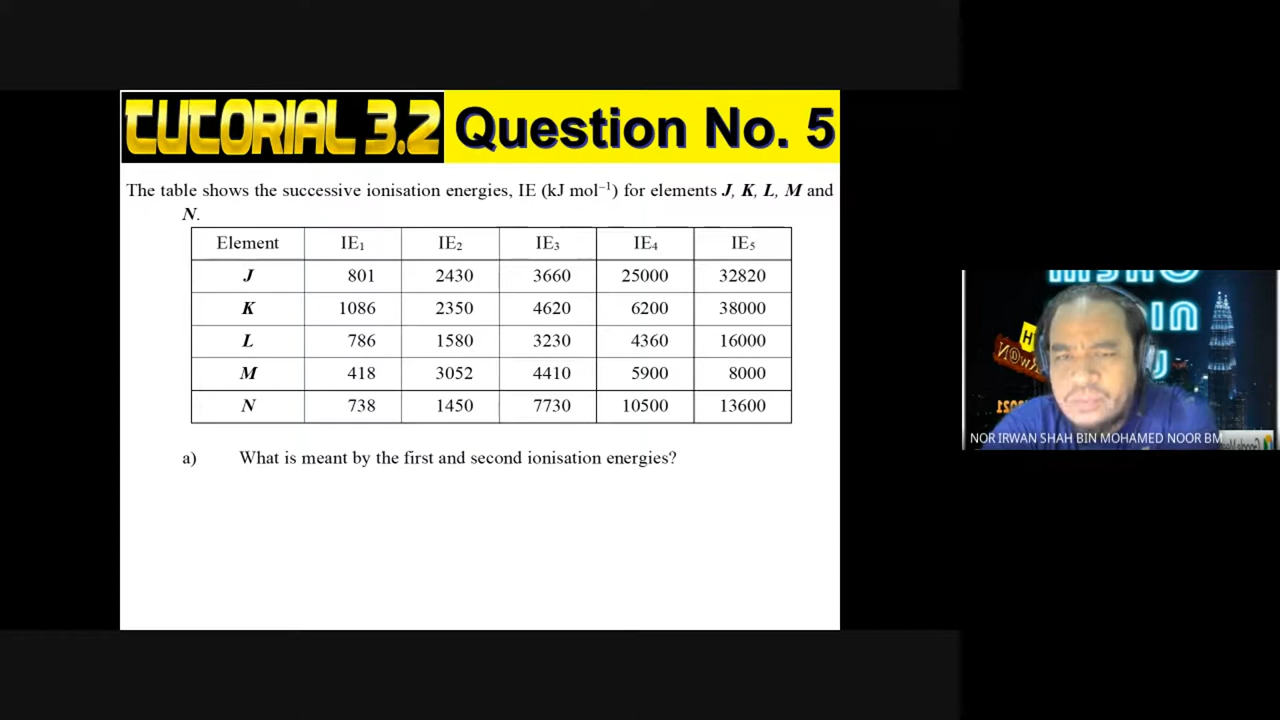 TUTORIAL 3.2 Question No. 5
The table shows the successive ionisation energies, IE (kJ mol⁻¹) for elements J, K, L, M and
N.
Element IE₁ IE₂ IE₃ IE₄ IE₅
J 801 2430 3660 25000 32820
K 1086 2350 4620 6200 38000
L 786 1580 3230 4360 16000
M 418 3052 4410 5900 8000
N 738 1450 7730 10500 13600
a) What is meant by the first and second ionisation energies?
NOR IRWAN SHAH BIN MOHAMED NOOR BM